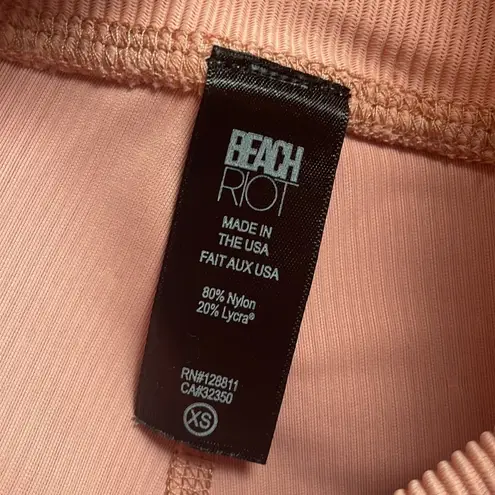 BEACH
RIOT
MADE IN
THE USA
FAIT AUX USA
80% Nylon
20% Lycra®
RN#128811
CA#32350
XS